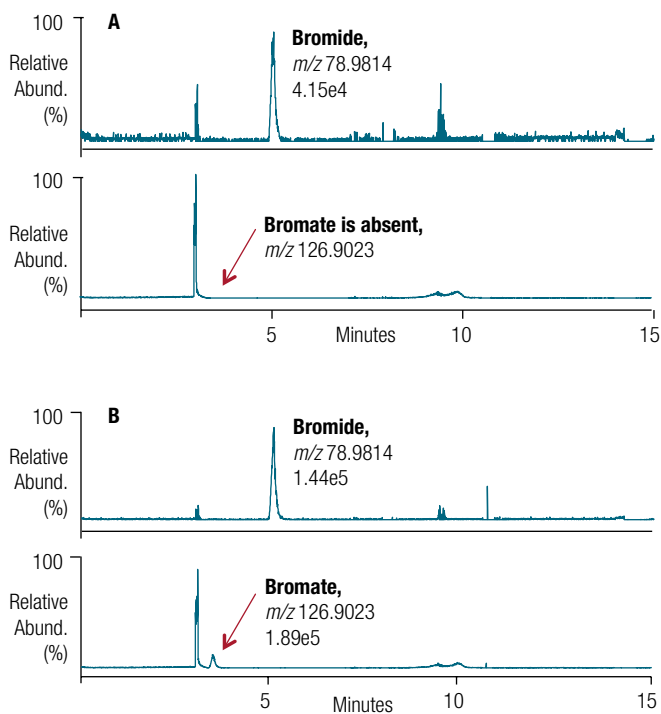 100
A
Relative
Abund.
(%)
Bromide,
m/z 78.9814
4.15e4
100
Relative
Abund.
(%)
Bromate is absent,
m/z 126.9023
5
Minutes
10
15
100
B
Relative
Abund.
(%)
Bromide,
m/z 78.9814
1.44e5
100
Relative
Abund.
(%)
Bromate,
m/z 126.9023
1.89e5
5
Minutes
10
15